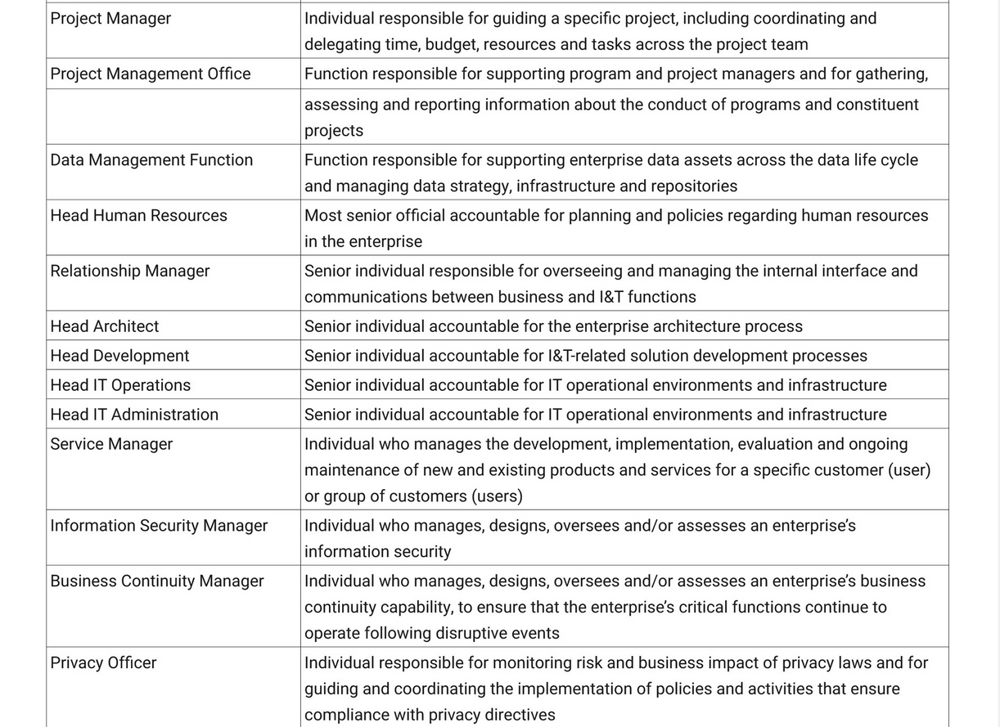 Project Manager
Individual responsible for guiding a specific project, including coordinating and
delegating time, budget, resources and tasks across the project team
Project Management Office
Function responsible for supporting program and project managers and for gathering,
assessing and reporting information about the conduct of programs and constituent
projects
Data Management Function
Function responsible for supporting enterprise data assets across the data life cycle
and managing data strategy, infrastructure and repositories
Head Human Resources
Most senior official accountable for planning and policies regarding human resources
in the enterprise
Relationship Manager
Senior individual responsible for overseeing and managing the internal interface and
communications between business and I&T functions
Head Architect
Senior individual accountable for the enterprise architecture process
Head Development
Senior individual accountable for I&T-related solution development processes
Head IT Operations
Senior individual accountable for IT operational environments and infrastructure
Head IT Administration
Senior individual accountable for IT operational environments and infrastructure
Service Manager
Individual who manages the development, implementation, evaluation and ongoing
maintenance of new and existing products and services for a specific customer (user)
or group of customers (users)
Information Security Manager
Individual who manages, designs, oversees and/or assesses an enterprise’s
information security
Business Continuity Manager
Individual who manages, designs, oversees and/or assesses an enterprise’s business
continuity capability, to ensure that the enterprise’s critical functions continue to
operate following disruptive events
Privacy Officer
Individual responsible for monitoring risk and business impact of privacy laws and for
guiding and coordinating the implementation of policies and activities that ensure
compliance with privacy directives